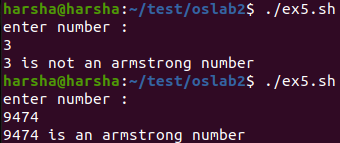 harsha@harsha:~/test/oslab2$ ./ex5.sh
enter number :
3
3 is not an armstrong number
harsha@harsha:~/test/oslab2$ ./ex5.sh
enter number :
9474
9474 is an armstrong number